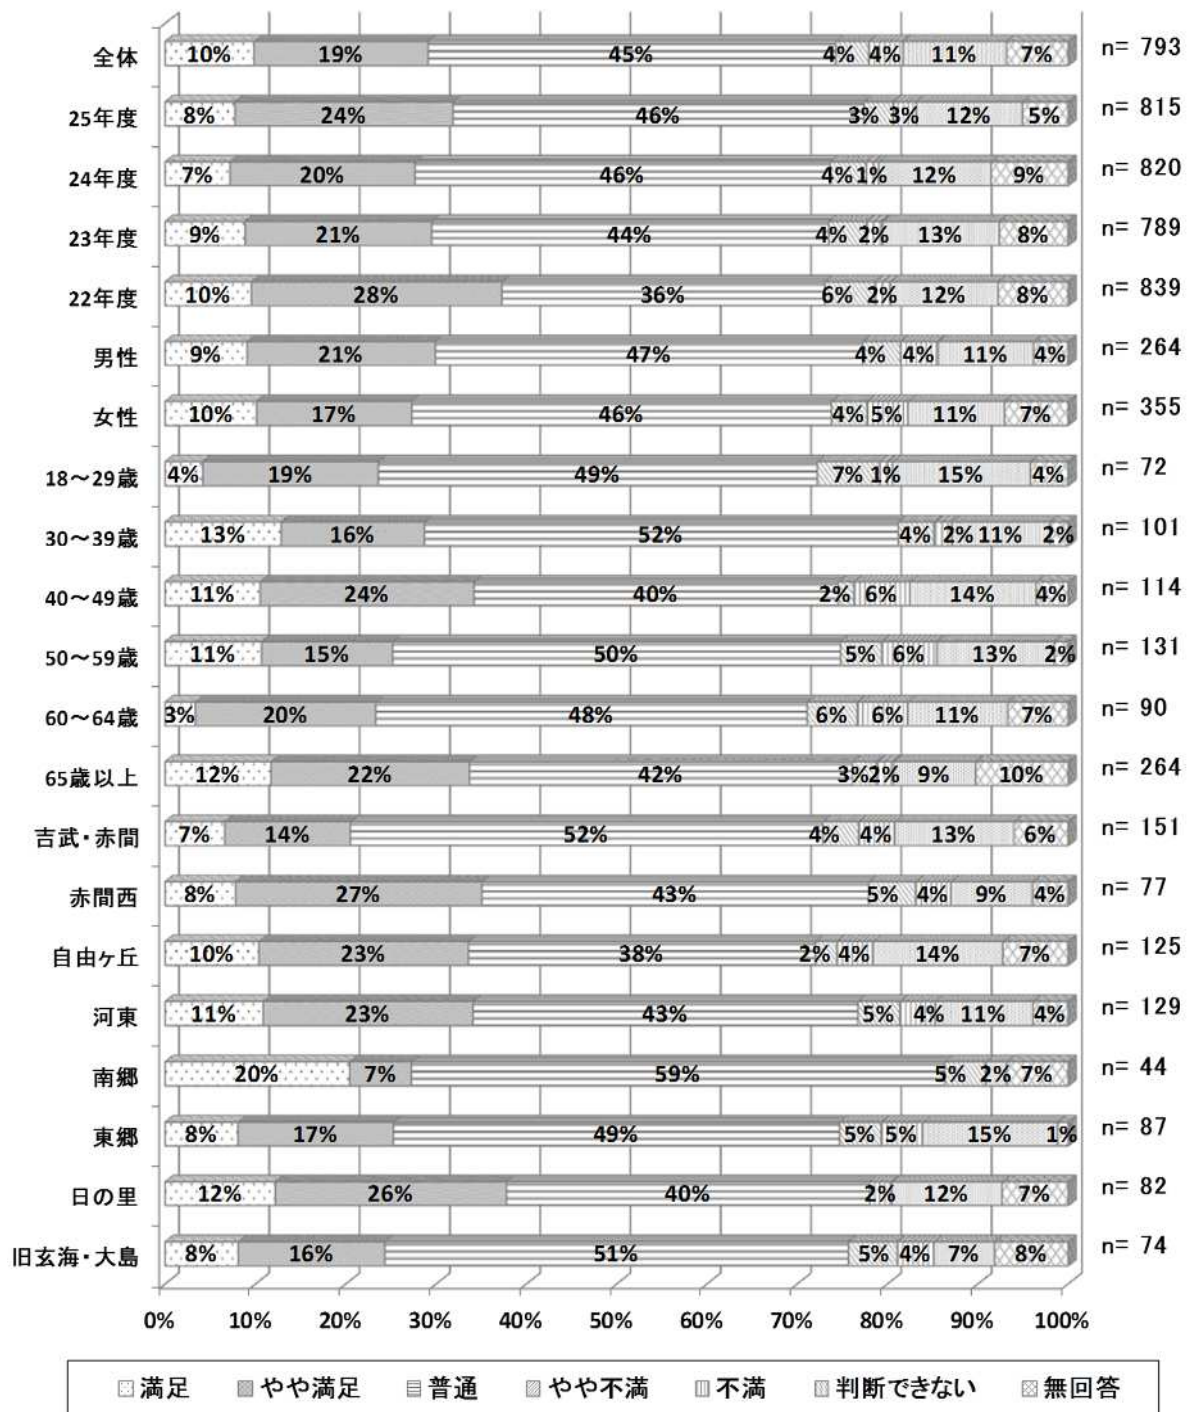 全体 10% 19% 45% 4% 4% 11% 7% n= 793
25年度 8% 24% 46% 3% 3% 12% 5% n= 815
24年度 7% 20% 46% 4% 1% 12% 9% n= 820
23年度 9% 21% 44% 4% 2% 13% 8% n= 789
22年度 10% 28% 36% 6% 2% 12% 8% n= 839
男性 9% 21% 47% 4% 4% 11% 4% n= 264
女性 10% 17% 46% 4% 5% 11% 7% n= 355
18～29歳 4% 19% 49% 7% 1% 15% 4% n= 72
30～39歳 13% 16% 52% 4% 2% 11% 2% n= 101
40～49歳 11% 24% 40% 2% 6% 14% 4% n= 114
50～59歳 11% 15% 50% 5% 6% 13% 2% n= 131
60～64歳 3% 20% 48% 6% 6% 11% 7% n= 90
65歳以上 12% 22% 42% 3% 2% 9% 10% n= 264
吉武・赤間 7% 14% 52% 4% 4% 13% 6% n= 151
赤間西 8% 27% 43% 5% 4% 9% 4% n= 77
自由ヶ丘 10% 23% 38% 2% 4% 14% 7% n= 125
河東 11% 23% 43% 5% 4% 11% 4% n= 129
南郷 20% 7% 59% 5% 2% 7% n= 44
東郷 8% 17% 49% 5% 5% 15% 1% n= 87
日の里 12% 26% 40% 2% 12% 7% n= 82
旧玄海・大島 8% 16% 51% 5% 4% 7% 8% n= 74
0% 10% 20% 30% 40% 50% 60% 70% 80% 90% 100%
満足 やや満足 普通 やや不満 不満 判断できない 無回答